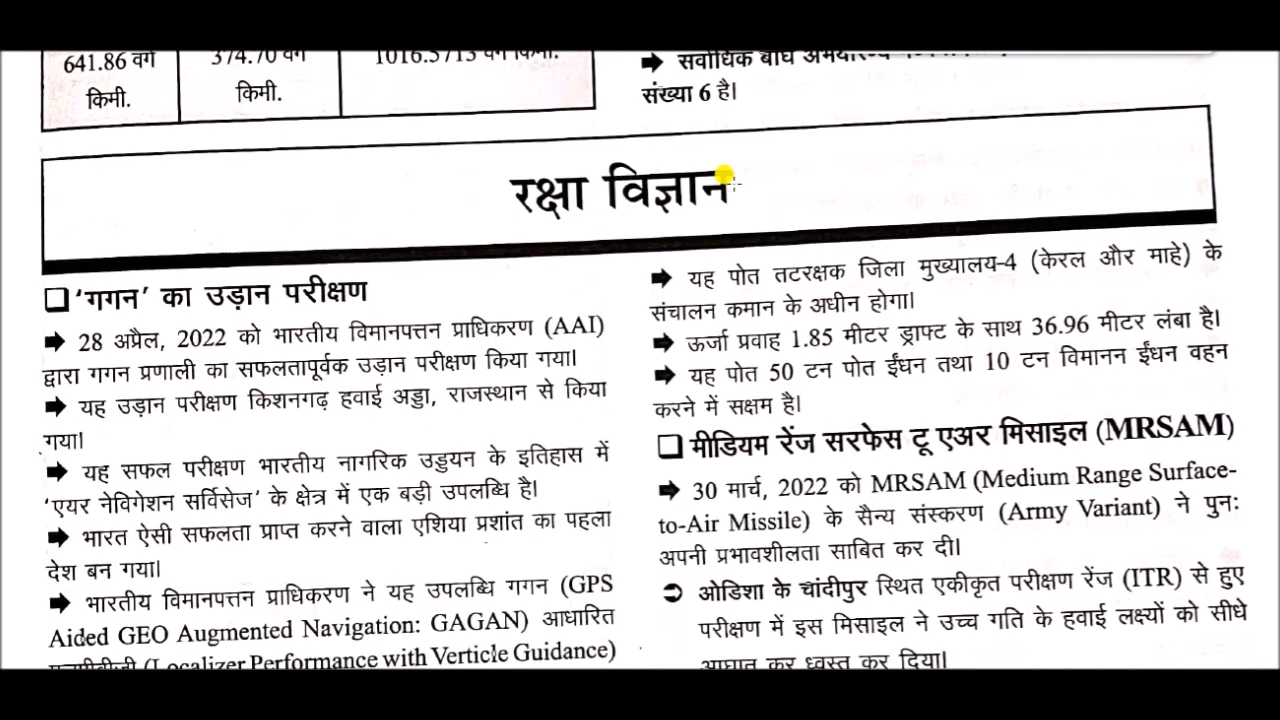 641.86 वर्ग
किमी.
374.70 वर्ग
किमी.
1016.5713 वर्ग किमी.
➡ सर्वाधिक बाघ
संख्या 6 है।
रक्षा विज्ञान
❑ ‘गगन’ का उड़ान परीक्षण
➡ 28 अप्रैल, 2022 को भारतीय विमानपत्तन प्राधिकरण (AAI)
द्वारा गगन प्रणाली का सफलतापूर्वक उड़ान परीक्षण किया गया।
➡ यह उड़ान परीक्षण किशनगढ़ हवाई अड्डा, राजस्थान से किया
गया।
➡ यह सफल परीक्षण भारतीय नागरिक उड्डयन के इतिहास में
‘एयर नेविगेशन सर्विसेज’ के क्षेत्र में एक बड़ी उपलब्धि है।
➡ भारत ऐसी सफलता प्राप्त करने वाला एशिया प्रशांत का पहला
देश बन गया।
➡ भारतीय विमानपत्तन प्राधिकरण ने यह उपलब्धि गगन (GPS
Aided GEO Augmented Navigation: GAGAN) आधारित
(Localizer Performance with Verticle Guidance)
➡ यह पोत तटरक्षक जिला मुख्यालय-4 (केरल और माहे) के
संचालन कमान के अधीन होगा।
➡ ऊर्जा प्रवाह 1.85 मीटर ड्राफ्ट के साथ 36.96 मीटर लंबा है।
➡ यह पोत 50 टन पोत ईंधन तथा 10 टन विमानन ईंधन वहन
करने में सक्षम है।
❑ मीडियम रेंज सरफेस टू एअर मिसाइल (MRSAM)
➡ 30 मार्च, 2022 को MRSAM (Medium Range Surface-
to-Air Missile) के सैन्य संस्करण (Army Variant) ने पुन:
अपनी प्रभावशीलता साबित कर दी।
➲ ओडिशा के चांदीपुर स्थित एकीकृत परीक्षण रेंज (ITR) से हुए
परीक्षण में इस मिसाइल ने उच्च गति के हवाई लक्ष्यों को सीधे
आघात कर ध्वस्त कर दिया।